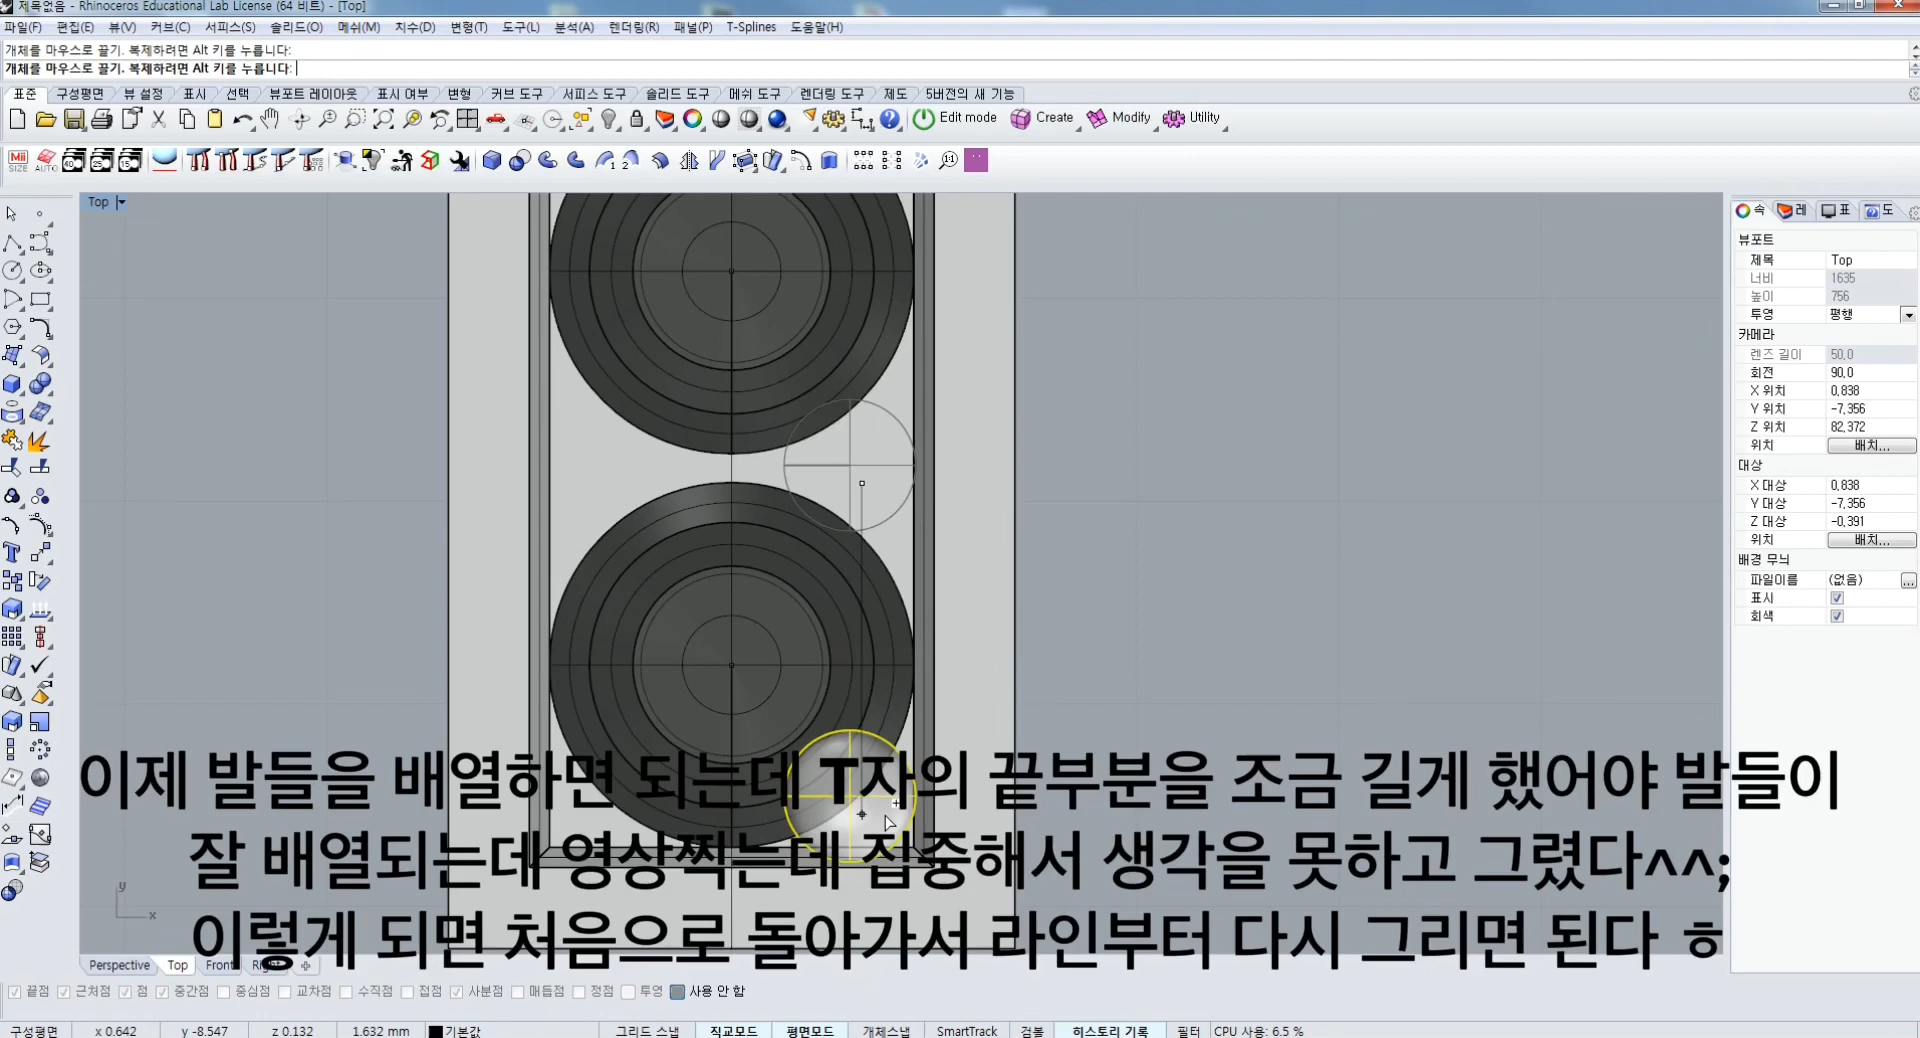 제목없음 - Rhinoceros Educational Lab License (64 비트) - [Top]
파일(F) 편집(E) 뷰(V) 커브(C) 서피스(S) 솔리드(O) 메쉬(M) 치수(D) 변형(T) 도구(L) 분석(A) 렌더링(R) 패널(P) T-Splines 도움말(H)
개체를 마우스로 끌기. 복제하려면 Alt 키를 누릅니다:
개체를 마우스로 끌기. 복제하려면 Alt 키를 누릅니다:
표준 구성평면 뷰 설정 표시 선택 뷰포트 레이아웃 표시 여부 변형 커브 도구 서피스 도구 솔리드 도구 메쉬 도구 렌더링 도구 제도 5버전의 새 기능
Edit mode Create Modify Utility
Mii SIZE AUTO 40 25 15 1 2
Top
속 레 표 도
뷰포트
제목 Top
너비 1635
높이 756
투영 평행
카메라
렌즈 길이 50.0
회전 90.0
X 위치 0.838
Y 위치 -7.356
Z 위치 82.372
위치 배치...
대상
X 대상 0.838
Y 대상 -7.356
Z 대상 -0.391
위치 배치...
배경 무늬
파일이름 (없음) ...
표시
회색
이제 발들을 배열하면 되는데 T자의 끝부분을 조금 길게 했어야 발들이
잘 배열되는데 영상찍는데 집중해서 생각을 못하고 그렸다^^;
이렇게 되면 처음으로 돌아가서 라인부터 다시 그리면 된다 ㅎ
y
x
Perspective Top Front Right
끝점 근처점 점 중간점 중심점 교차점 수직점 접점 사분점 매듭점 정점 투영 사용 안 함
구성평면 x 0.642 y -8.547 z 0.132 1.632 mm 기본값 그리드 스냅 직교모드 평면모드 개체스냅 SmartTrack 검볼 히스토리 기록 필터 CPU 사용: 6.5 %